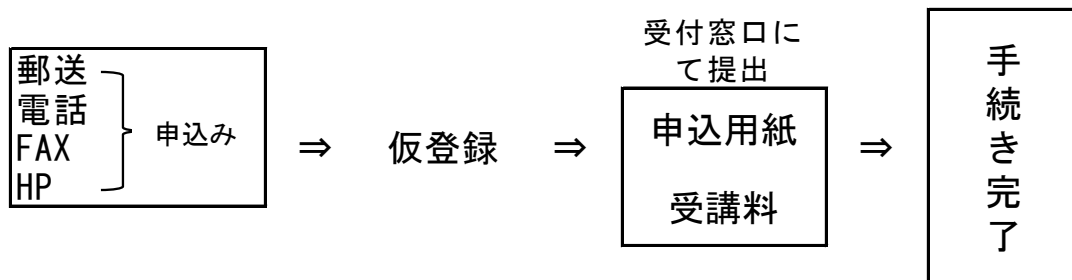 郵送
電話
FAX
HP
申込み
⇒
仮登録
⇒
受付窓口に
て提出
申込用紙
受講料
⇒
手続き完了